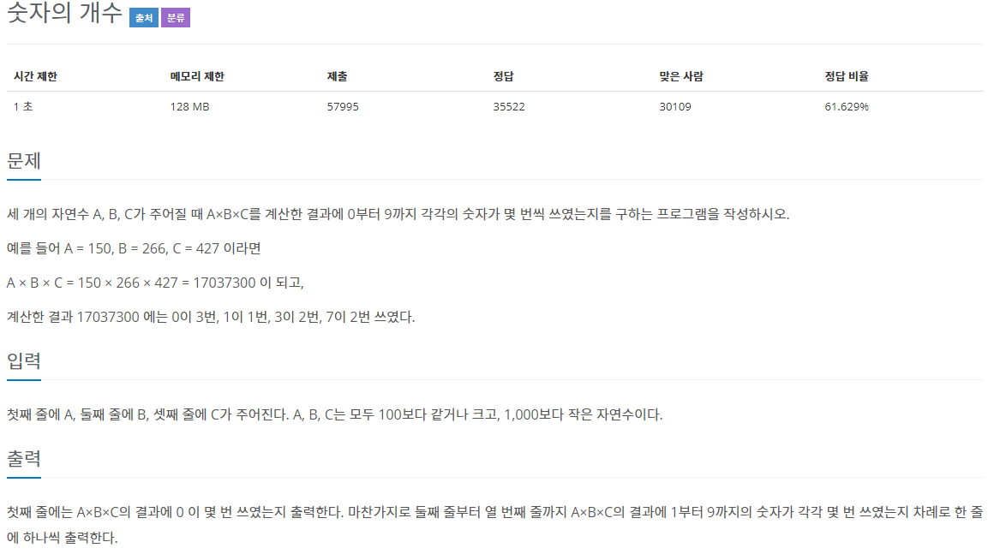 숫자의 개수 출처 분류
시간 제한 메모리 제한 제출 정답 맞은 사람 정답 비율
1 초 128 MB 57995 35522 30109 61.629%
문제
세 개의 자연수 A, B, C가 주어질 때 A×B×C를 계산한 결과에 0부터 9까지 각각의 숫자가 몇 번씩 쓰였는지를 구하는 프로그램을 작성하시오.
예를 들어 A = 150, B = 266, C = 427 이라면
A × B × C = 150 × 266 × 427 = 17037300 이 되고,
계산한 결과 17037300 에는 0이 3번, 1이 1번, 3이 2번, 7이 2번 쓰였다.
입력
첫째 줄에 A, 둘째 줄에 B, 셋째 줄에 C가 주어진다. A, B, C는 모두 100보다 같거나 크고, 1,000보다 작은 자연수이다.
출력
첫째 줄에는 A×B×C의 결과에 0 이 몇 번 쓰였는지 출력한다. 마찬가지로 둘째 줄부터 열 번째 줄까지 A×B×C의 결과에 1부터 9까지의 숫자가 각각 몇 번 쓰였는지 차례로 한 줄
에 하나씩 출력한다.